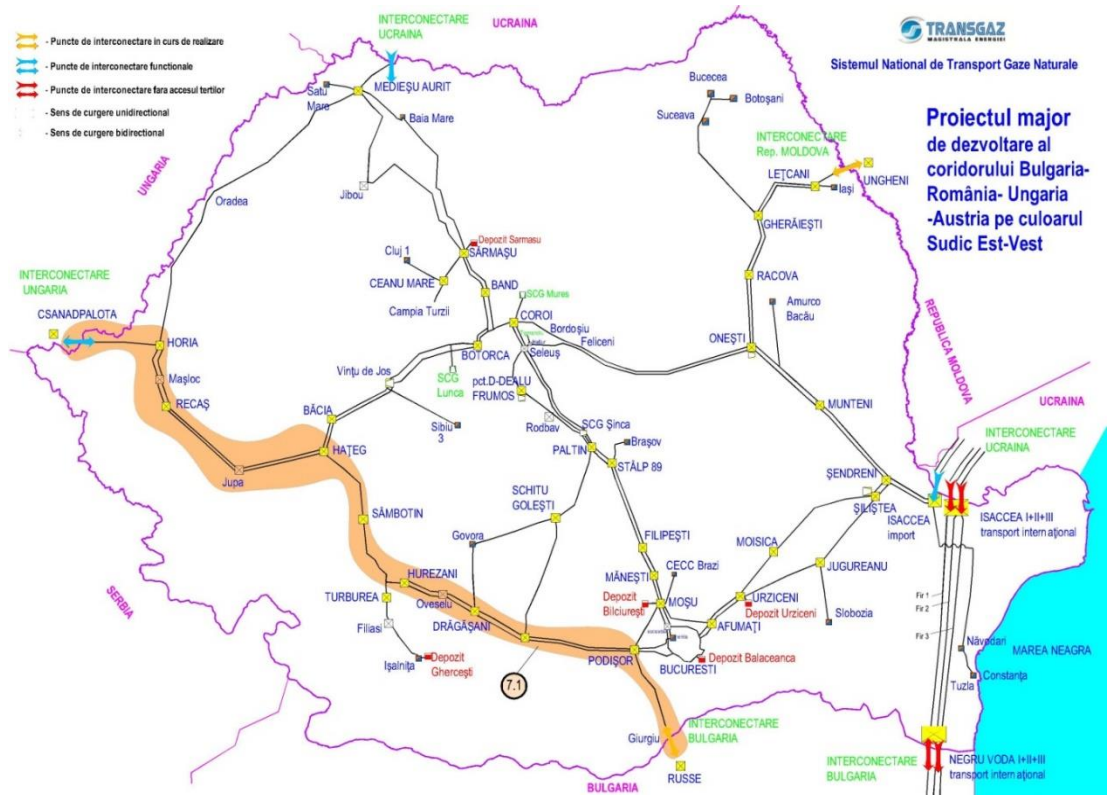 - Puncte de interconectare in curs de realizare
- Puncte de interconectare functionale
- Puncte de interconectare fara accesul tertilor
- Sens de curgere unidirectional
- Sens de curgere bidirectional
TRANSGAZ
MAGISTRALA ENERGIEI
Sistemul National de Transport Gaze Naturale
Proiectul major
de dezvoltare al
coridorului Bulgaria-
România- Ungaria
-Austria pe culoarul
Sudic Est-Vest
INTERCONECTARE
UCRAINA
UCRAINA
MEDIEŞU AURIT
Satu
Mare
Baia Mare
Bucecea
Botoşani
Suceava
INTERCONECTARE
Rep. MOLDOVA
UNGHENI
LEŢCANI
Iaşi
UNGARIA
Jibou
Oradea
GHERĂIEŞTI
Depozit Sarmasu
SĂRMAŞU
Cluj 1
CEANU MARE
BAND
Campia Turzii
RACOVA
INTERCONECTARE
UNGARIA
CSANADPALOTA
SCG Mures
COROI
Bordoşiu
Feliceni
Amurco
Bacău
REPUBLICA MOLDOVA
HORIA
BOTORCA
Seleuş
ONEŞTI
Maşloc
Vinţu de Jos
SCG
Lunca
pct.D-DEALU
FRUMOS
RECAŞ
BĂCIA
Sibiu
3
Rodbav
SCG Şinca
MUNTENI
UCRAINA
HAŢEG
PALTIN
Braşov
STÂLP 89
INTERCONECTARE
UCRAINA
Jupa
ŞENDRENI
SCHITU
GOLEŞTI
ŞILIŞTEA
ISACCEA
import
ISACCEA I+II+III
transport internaţional
SÂMBOTIN
Govora
FILIPEŞTI
MOISICA
MĂNEŞTI
CECC Brazi
JUGUREANU
SERBIA
HUREZANI
TURBUREA
Oveselu
Depozit
Bilciureşti
MOŞU
URZICENI
Depozit Urziceni
Slobozia
Fir 1
Fir 2
Fir 3
Filiasi
DRĂGĂŞANI
AFUMAŢI
Işalniţa
Depozit
Gherceşti
PODIŞOR
BUCURESTI
Depozit Balaceanca
Năvodari
MAREA NEAGRA
Constanţa
Tuzla
7.1
Giurgiu
INTERCONECTARE
BULGARIA
RUSSE
BULGARIA
INTERCONECTARE
BULGARIA
NEGRU VODA I+II+III
transport internaţional